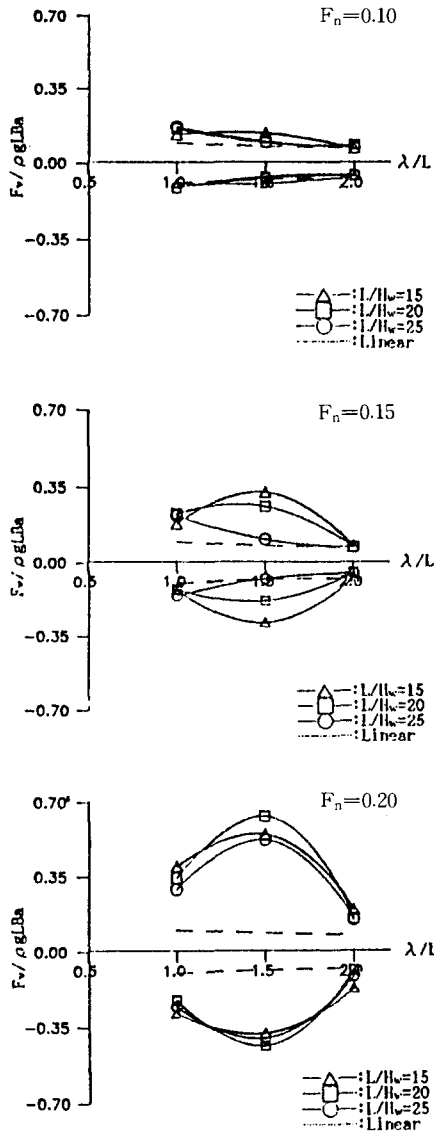 Fₙ=0.10
0.70
0.35
0.00
-0.35
-0.70
Fᵥ/ρgLBa
0.5 1.0 1.5 2.0
λ/L
:L/Hw=15
:L/Hw=20
:L/Hw=25
:Linear
Fₙ=0.15
0.70
0.35
0.00
-0.35
-0.70
Fᵥ/ρgLBa
0.5 1.0 1.5 2.0
λ/L
:L/Hw=15
:L/Hw=20
:L/Hw=25
:Linear
Fₙ=0.20
0.70
0.35
0.00
-0.35
-0.70
Fᵥ/ρgLBa
0.5 1.0 1.5 2.0
λ/L
:L/Hw=15
:L/Hw=20
:L/Hw=25
:Linear